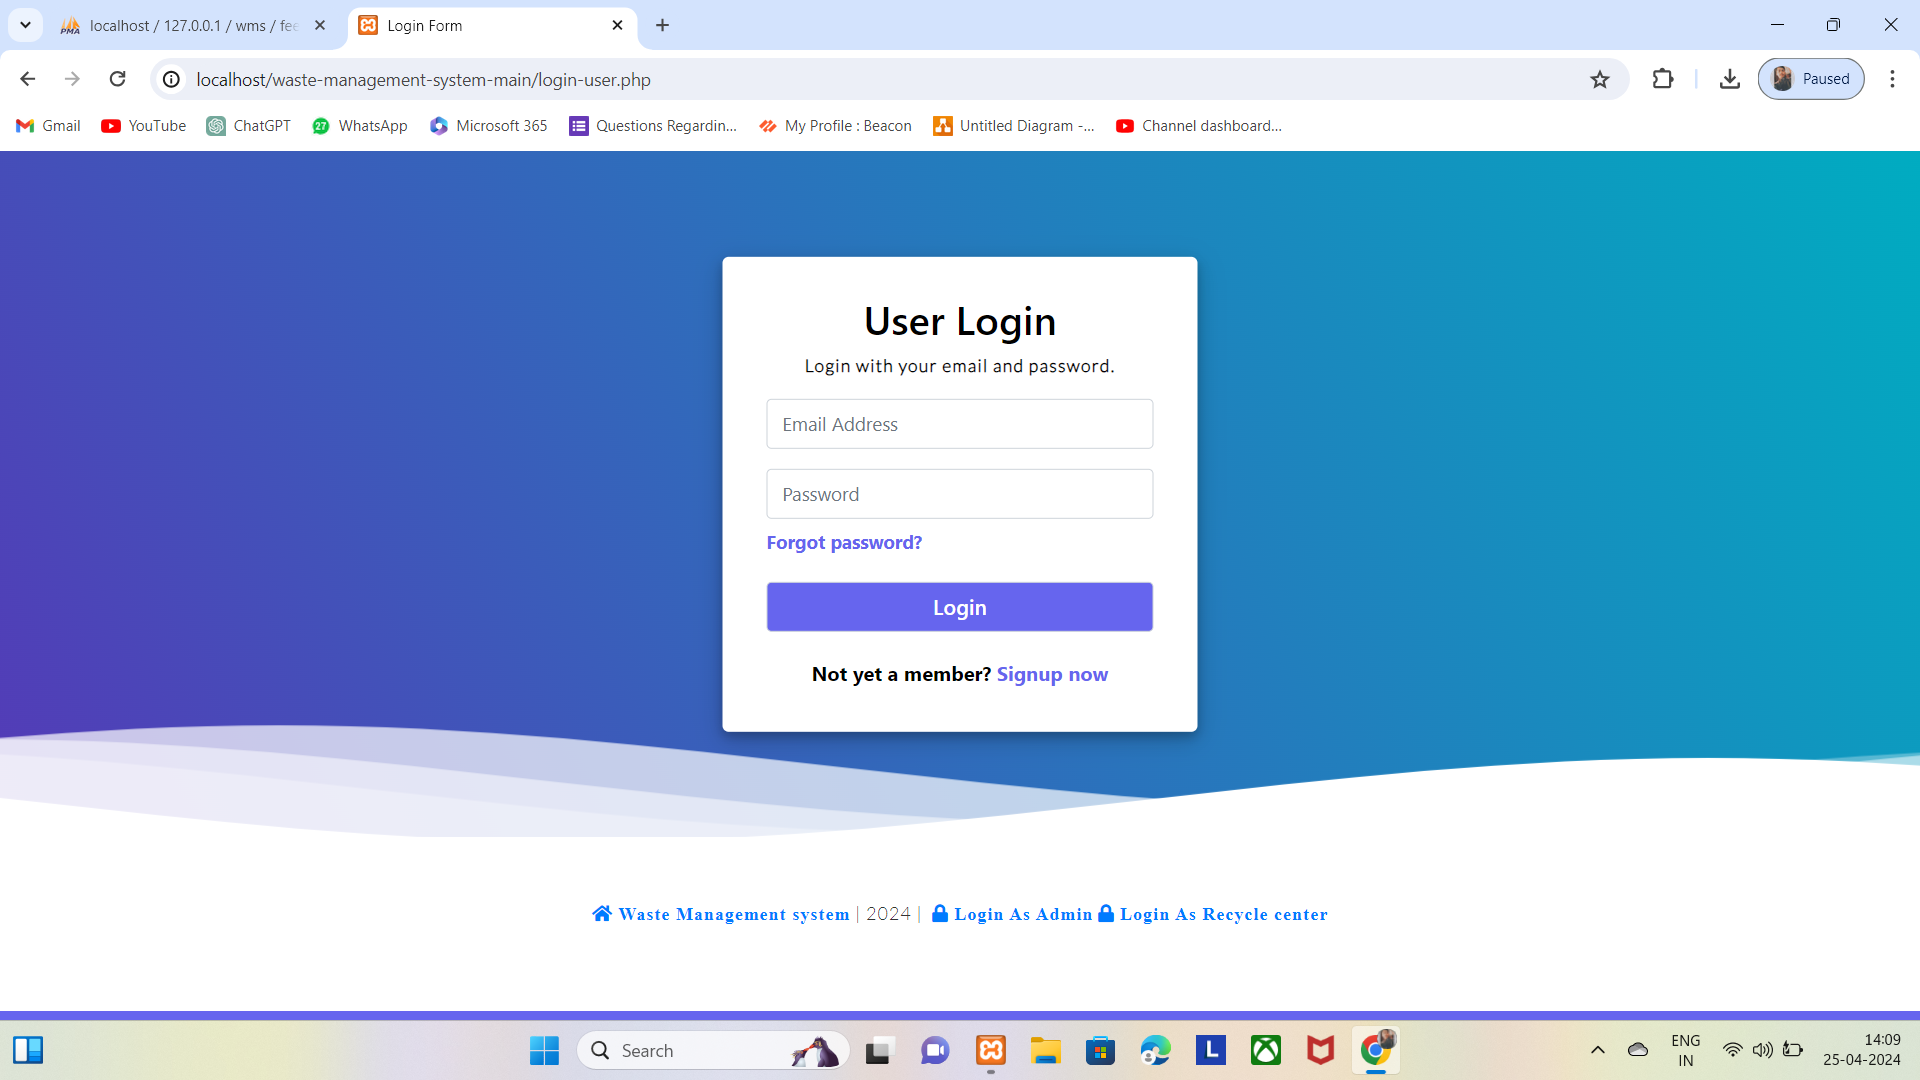 localhost / 127.0.0.1 / wms / fee
Login Form
localhost/waste-management-system-main/login-user.php
Paused
Gmail
YouTube
ChatGPT
27
WhatsApp
Microsoft 365
Questions Regardin...
My Profile : Beacon
Untitled Diagram -...
Channel dashboard...
User Login
Login with your email and password.
Email Address
Password
Forgot password?
Login
Not yet a member? Signup now
Waste Management system | 2024 | Login As Admin Login As Recycle center
Search
L
ENG
IN
14:09
25-04-2024